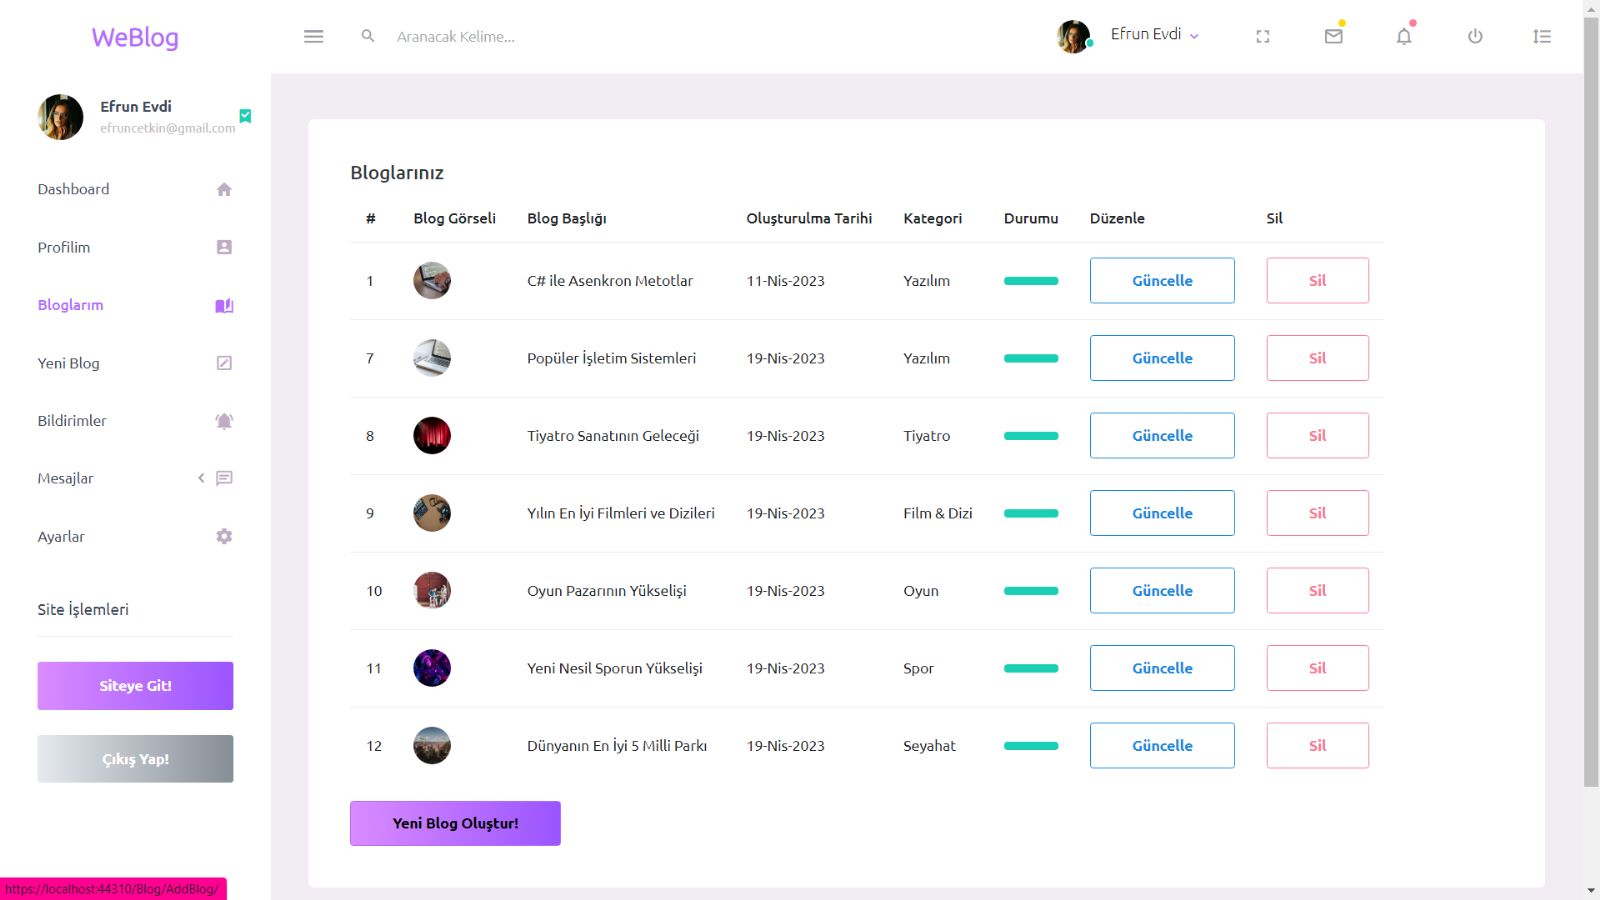 WeBlog
Aranacak Kelime...
Efrun Evdi
Efrun Evdi
efruncetkin@gmail.com
Dashboard
Profilim
Bloglarım
Yeni Blog
Bildirimler
Mesajlar
Ayarlar
Site İşlemleri
Siteye Git!
Çıkış Yap!
Bloglarınız
# Blog Görseli Blog Başlığı Oluşturulma Tarihi Kategori Durumu Düzenle Sil
1 C# ile Asenkron Metotlar 11-Nis-2023 Yazılım Güncelle Sil
7 Popüler İşletim Sistemleri 19-Nis-2023 Yazılım Güncelle Sil
8 Tiyatro Sanatının Geleceği 19-Nis-2023 Tiyatro Güncelle Sil
9 Yılın En İyi Filmleri ve Dizileri 19-Nis-2023 Film & Dizi Güncelle Sil
10 Oyun Pazarının Yükselişi 19-Nis-2023 Oyun Güncelle Sil
11 Yeni Nesil Sporun Yükselişi 19-Nis-2023 Spor Güncelle Sil
12 Dünyanın En İyi 5 Milli Parkı 19-Nis-2023 Seyahat Güncelle Sil
Yeni Blog Oluştur!
https://localhost:44310/Blog/AddBlog/